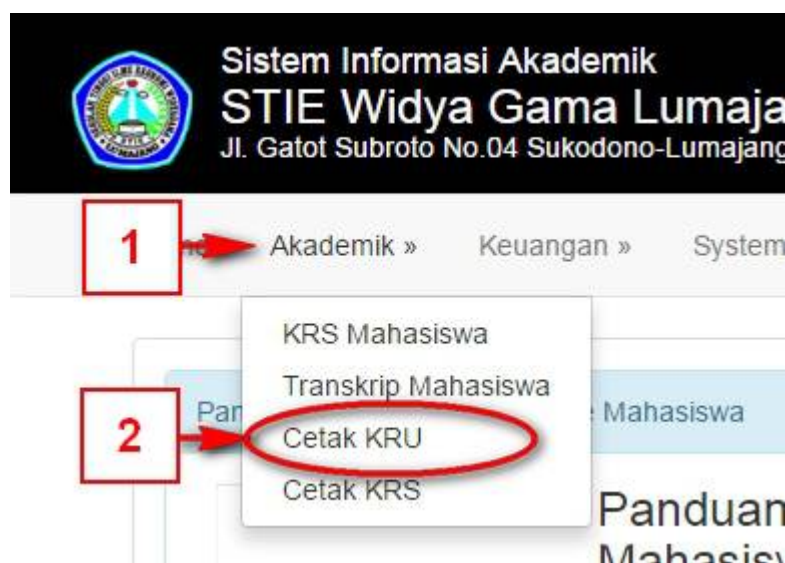 Sistem Informasi Akademik
STIE Widya Gama Lumaja
Jl. Gatot Subroto No.04 Sukodono-Lumajang
1
Akademik » Keuangan » System
KRS Mahasiswa
Transkrip Mahasiswa
Par Mahasiswa
2
Cetak KRU
Cetak KRS
Panduan
Mahasisw